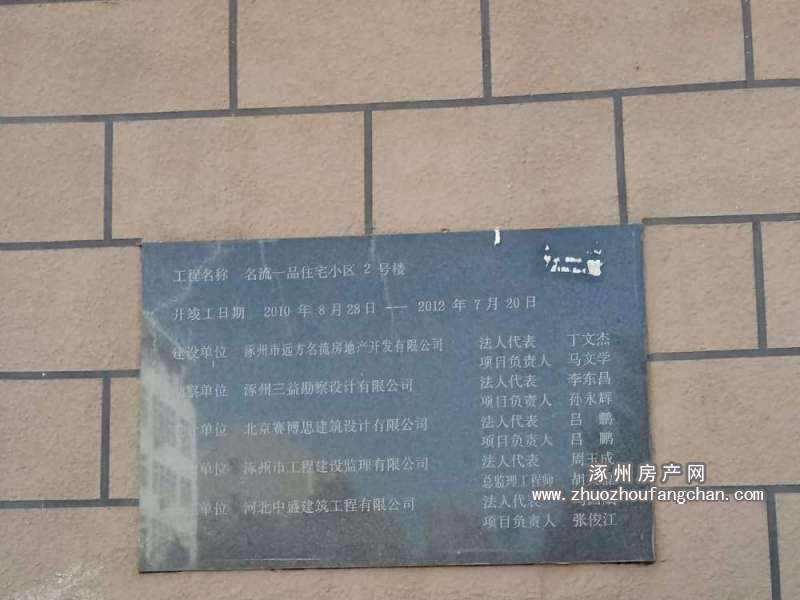 工程名称 名流一品住宅小区 2 号楼
开竣工日期 2010 年 8月28日 --- 2012 年 7 月 20 日
建设单位 涿州市远方名流房地产开发有限公司 法人代表 丁文杰
项目负责人 马文学
察单位 涿州三益勘察设计有限公司 法人代表 李东昌
项目负责人 孙永辉
单位 北京赛博思建筑设计有限公司 法人代表 吕 鹏
项目负责人 吕 鹏
单位 涿州市工程建设监理有限公司 法人代表 周玉成
总监理工程师 胡
单位 河北中盛建筑工程有限公司 法人代表
项目负责人 张俊江
涿州房产网
www.zhuozhoufangchan.com